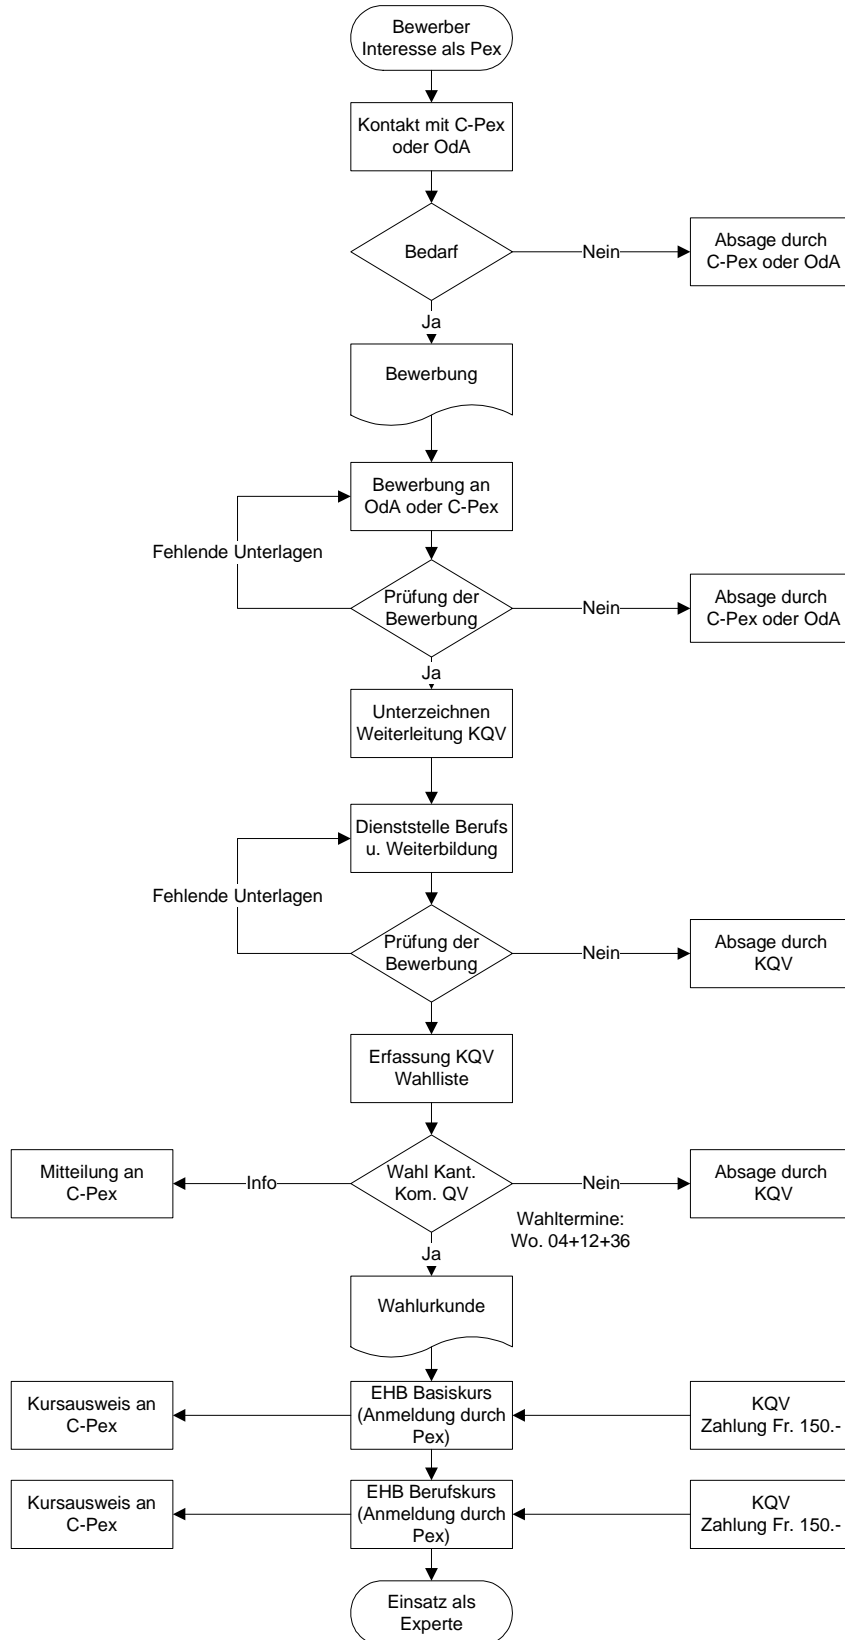 Bewerber
Interesse als Pex
Kontakt mit C-Pex
oder OdA
Bedarf
Nein
Absage durch
C-Pex oder OdA
Ja
Bewerbung
Bewerbung an
OdA oder C-Pex
Fehlende Unterlagen
Prüfung der
Bewerbung
Nein
Absage durch
C-Pex oder OdA
Ja
Unterzeichnen
Weiterleitung KQV
Dienststelle Berufs
u. Weiterbildung
Fehlende Unterlagen
Prüfung der
Bewerbung
Nein
Absage durch
KQV
Erfassung KQV
Wahlliste
Mitteilung an
C-Pex
Info
Wahl Kant.
Kom. QV
Nein
Absage durch
KQV
Wahltermine:
Wo. 04+12+36
Ja
Wahlurkunde
Kursausweis an
C-Pex
EHB Basiskurs
(Anmeldung durch
Pex)
KQV
Zahlung Fr. 150.-
Kursausweis an
C-Pex
EHB Berufskurs
(Anmeldung durch
Pex)
KQV
Zahlung Fr. 150.-
Einsatz als
Experte